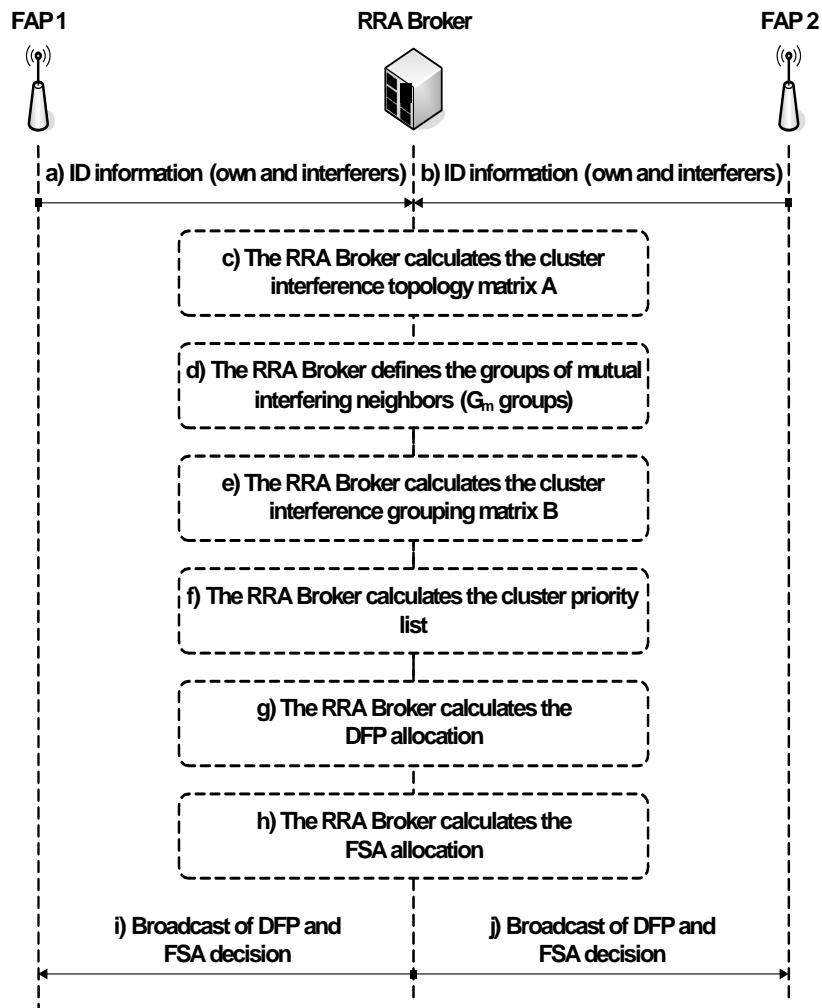 FAP 1
RRA Broker
FAP 2
a) ID information (own and interferers)
b) ID information (own and interferers)
c) The RRA Broker calculates the cluster
interference topology matrix A
d) The RRA Broker defines the groups of mutual
interfering neighbors (Gm groups)
e) The RRA Broker calculates the cluster
interference grouping matrix B
f) The RRA Broker calculates the cluster priority
list
g) The RRA Broker calculates the
DFP allocation
h) The RRA Broker calculates the
FSA allocation
i) Broadcast of DFP and
FSA decision
j) Broadcast of DFP and
FSA decision